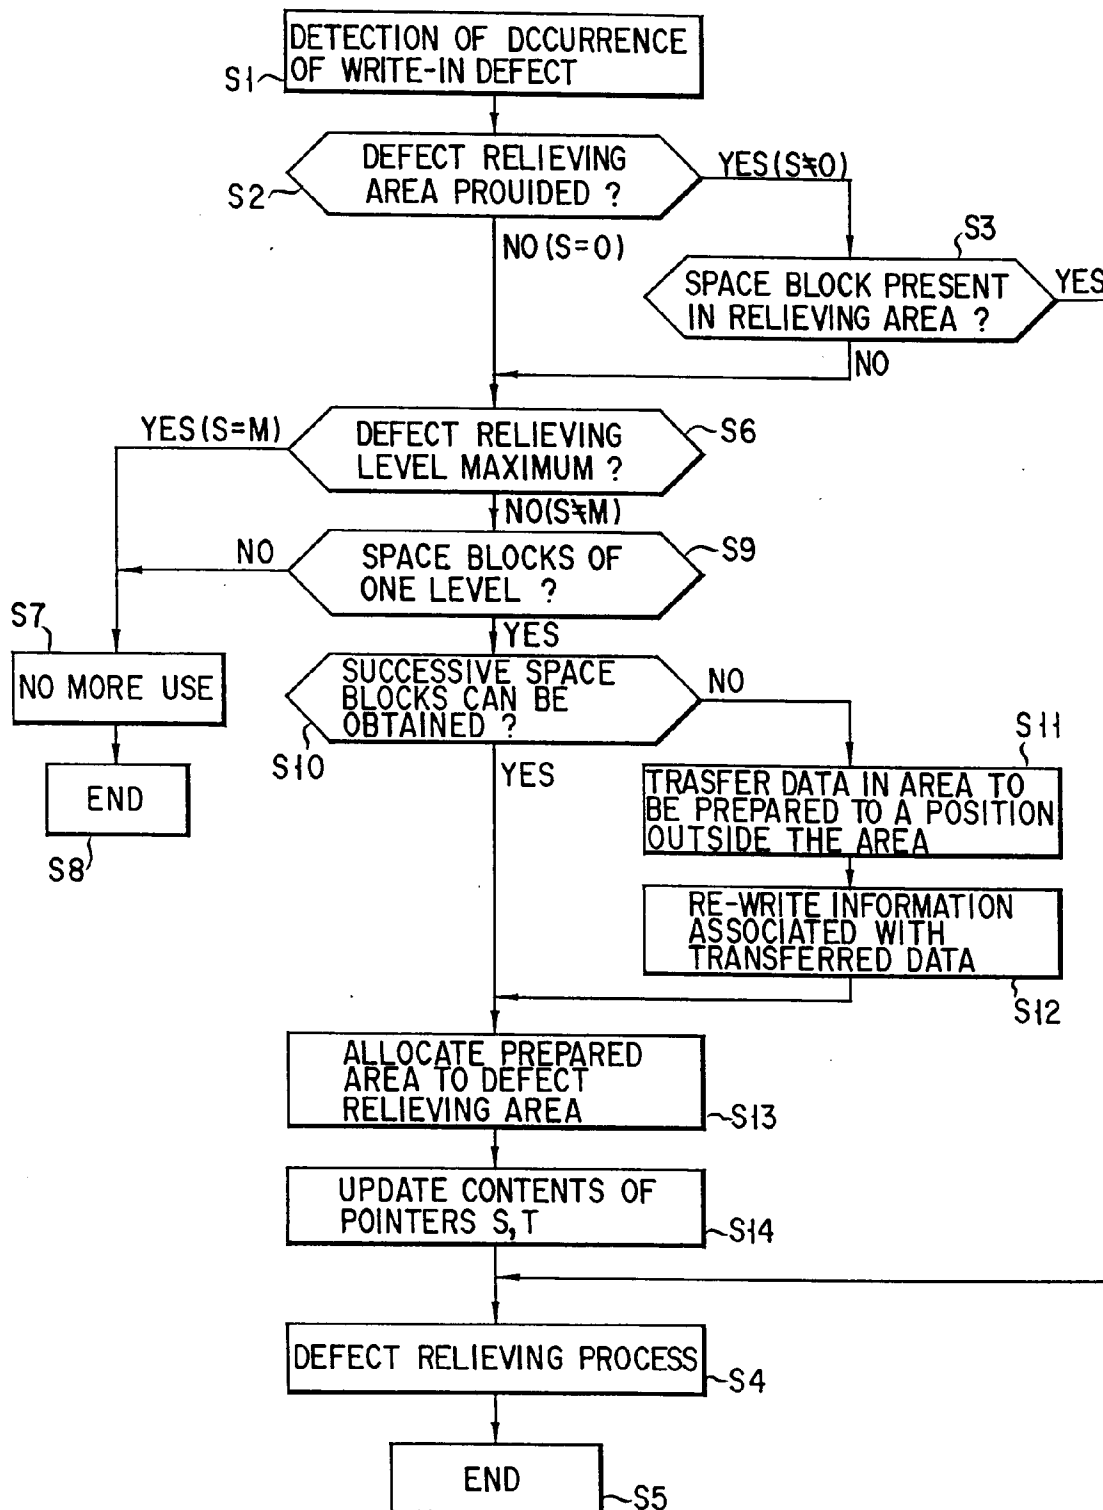 DETECTION OF DCCURRENCE
OF WRITE-IN DEFECT
S1
DEFECT RELIEVING
AREA PROUIDED ?
S2
YES(S≠0)
NO(S=0)
S3
SPACE BLOCK PRESENT
IN RELIEVING AREA ?
YES
NO
YES(S=M)
DEFECT RELIEVING
LEVEL MAXIMUM ?
S6
NO(S≠M)
NO
SPACE BLOCKS OF
ONE LEVEL ?
S9
YES
S7
NO MORE USE
SUCCESSIVE SPACE
BLOCKS CAN BE
OBTAINED ?
S10
NO
YES
END
S8
S11
TRASFER DATA IN AREA TO
BE PREPARED TO A POSITION
OUTSIDE THE AREA
RE-WRITE INFORMATION
ASSOCIATED WITH
TRANSFERRED DATA
S12
ALLOCATE PREPARED
AREA TO DEFECT
RELIEVING AREA
S13
UPDATE CONTENTS OF
POINTERS S,T
S14
DEFECT RELIEVING PROCESS
S4
END
S5